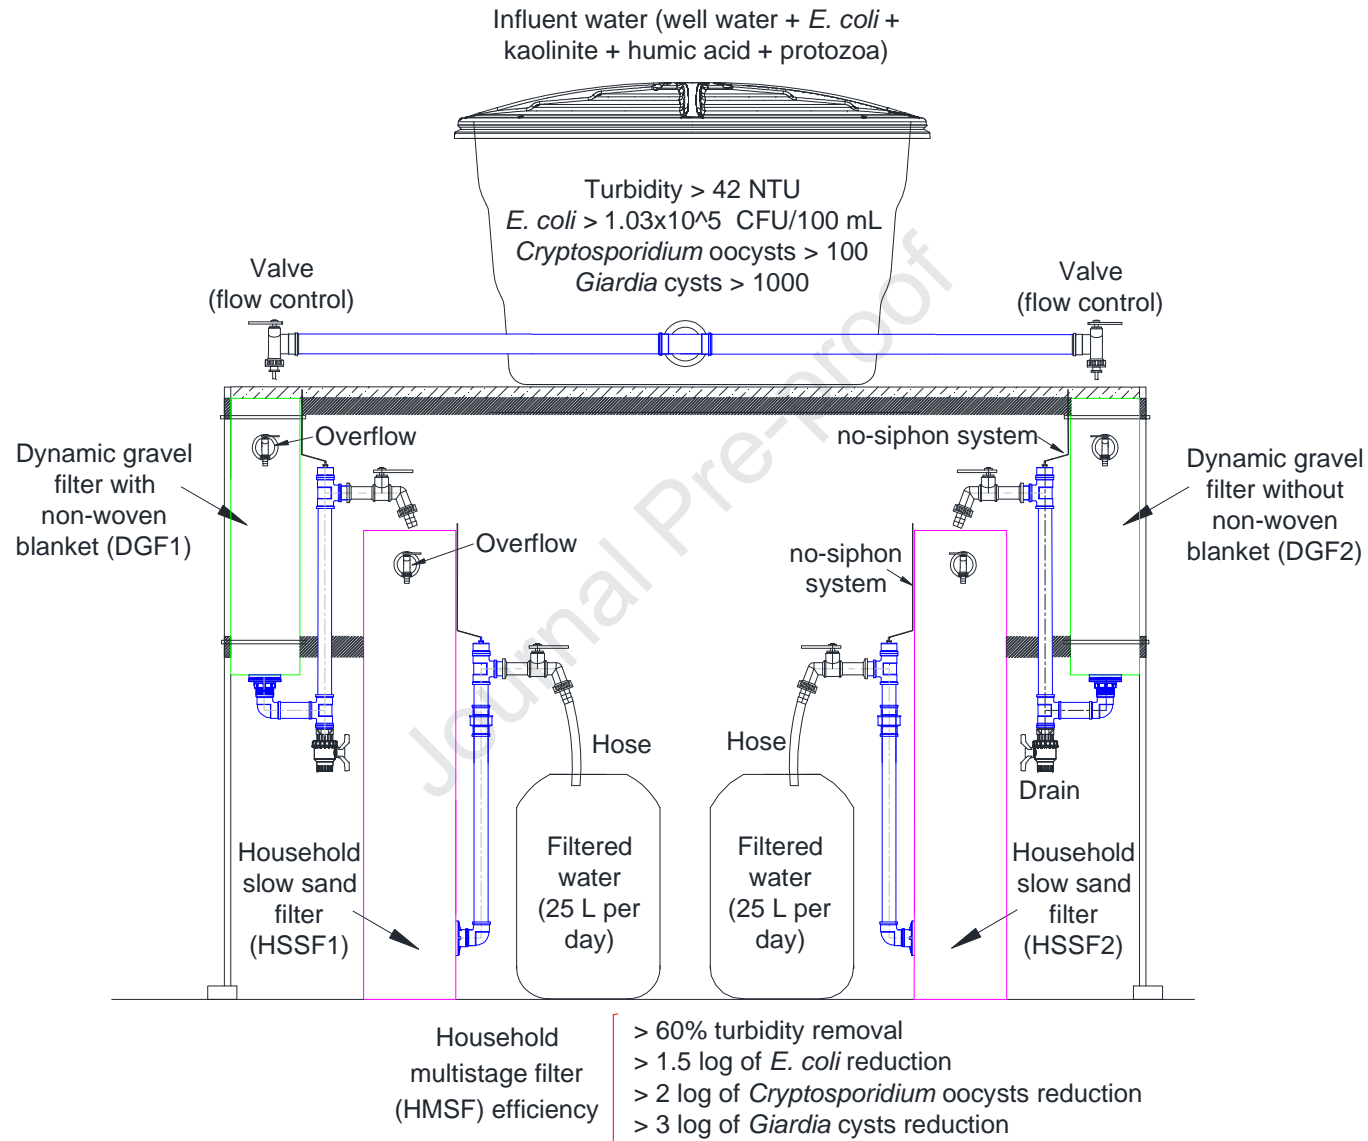 Influent water (well water + E. coli +
kaolinite + humic acid + protozoa)
Turbidity > 42 NTU
E. coli > 1.03x10^5 CFU/100 mL
Cryptosporidium oocysts > 100
Giardia cysts > 1000
Valve
(flow control)
Valve
(flow control)
Overflow
no-siphon system
Dynamic gravel
filter with
non-woven
blanket (DGF1)
Dynamic gravel
filter without
non-woven
blanket (DGF2)
Overflow
no-siphon
system
Hose
Hose
Drain
Household
slow sand
filter
(HSSF1)
Filtered
water
(25 L per
day)
Filtered
water
(25 L per
day)
Household
slow sand
filter
(HSSF2)
Journal Pre-proof
Household
multistage filter
(HMSF) efficiency
> 60% turbidity removal
> 1.5 log of E. coli reduction
> 2 log of Cryptosporidium oocysts reduction
> 3 log of Giardia cysts reduction